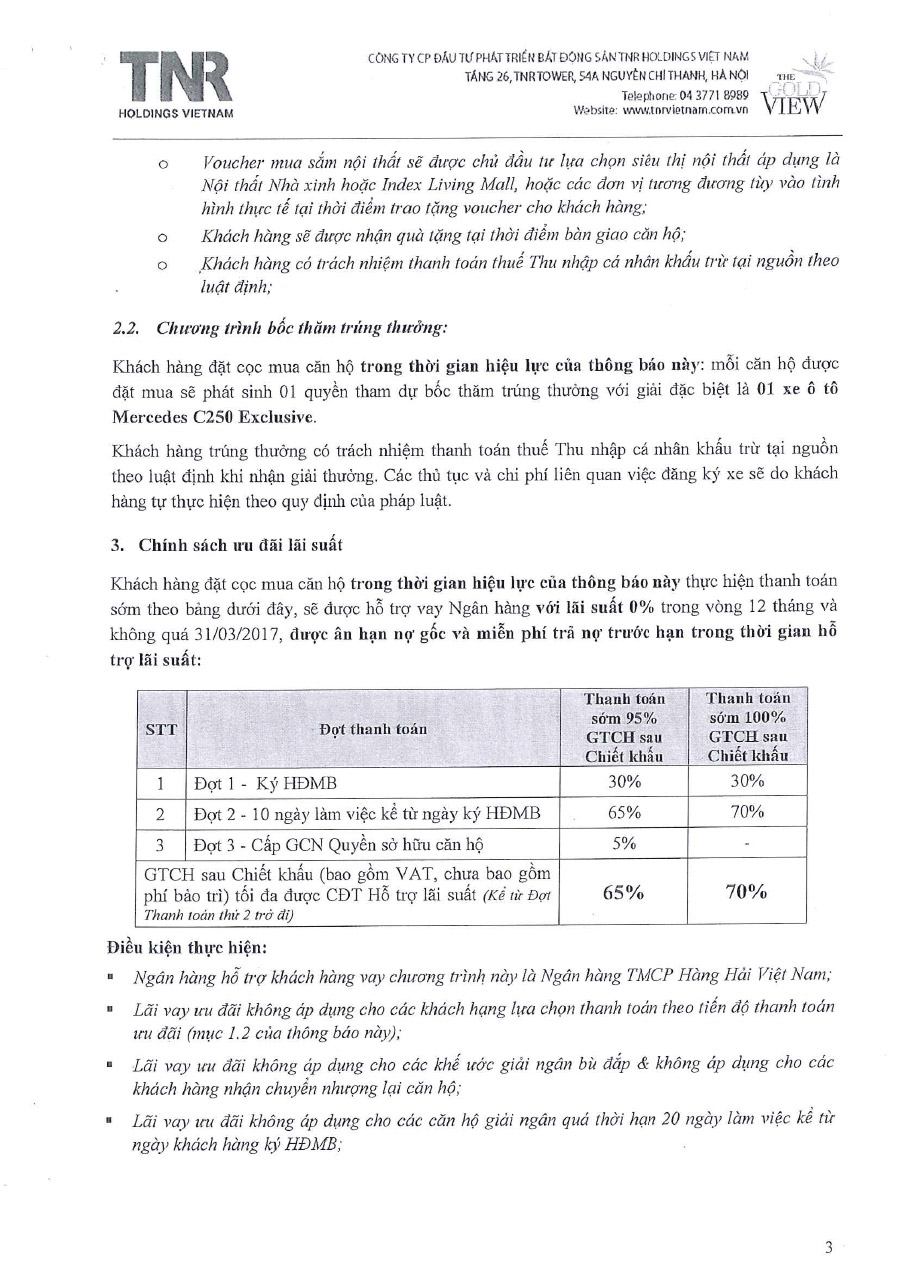 TNR
HOLDINGS VIETNAM
CÔNG TY CP ĐẦU TƯ PHÁT TRIỂN BẤT ĐỘNG SẢN TNR HOLDINGS VIỆT NAM
TẦNG 26, TNR TOWER, 54A NGUYỄN CHÍ THANH, HÀ NỘI
Telephone: 04 3771 8989
Website: www.tnrvietnam.com.vn
THE
GOLD
VIEW
o Voucher mua sắm nội thất sẽ được chủ đầu tư lựa chọn siêu thị nội thất áp dụng là
Nội thất Nhà xinh hoặc Index Living Mall, hoặc các đơn vị tương đương tùy vào tình
hình thực tế tại thời điểm trao tặng voucher cho khách hàng;
o Khách hàng sẽ được nhận quà tặng tại thời điểm bàn giao căn hộ;
o Khách hàng có trách nhiệm thanh toán thuế Thu nhập cá nhân khấu trừ tại nguồn theo
luật định;
2.2. Chương trình bốc thăm trúng thưởng:
Khách hàng đặt cọc mua căn hộ trong thời gian hiệu lực của thông báo này: mỗi căn hộ được
đặt mua sẽ phát sinh 01 quyền tham dự bốc thăm trúng thưởng với giải đặc biệt là 01 xe ô tô
Mercedes C250 Exclusive.
Khách hàng trúng thưởng có trách nhiệm thanh toán thuế Thu nhập cá nhân khấu trừ tại nguồn
theo luật định khi nhận giải thưởng. Các thủ tục và chi phí liên quan việc đăng ký xe sẽ do khách
hàng tự thực hiện theo quy định của pháp luật.
3. Chính sách ưu đãi lãi suất
Khách hàng đặt cọc mua căn hộ trong thời gian hiệu lực của thông báo này thực hiện thanh toán
sớm theo bảng dưới đây, sẽ được hỗ trợ vay Ngân hàng với lãi suất 0% trong vòng 12 tháng và
không quá 31/03/2017, được ân hạn nợ gốc và miễn phí trả nợ trước hạn trong thời gian hỗ
trợ lãi suất:
STT Đợt thanh toán Thanh toán sớm 95% GTCH sau Chiết khấu Thanh toán sớm 100% GTCH sau Chiết khấu
1 Đợt 1 - Ký HĐMB 30% 30%
2 Đợt 2 - 10 ngày làm việc kể từ ngày ký HĐMB 65% 70%
3 Đợt 3 - Cấp GCN Quyền sở hữu căn hộ 5% -
GTCH sau Chiết khấu (bao gồm VAT, chưa bao gồm
phí bảo trì) tối đa được CĐT Hỗ trợ lãi suất (Kể từ Đợt 65% 70%
Thanh toán thứ 2 trở đi)
Điều kiện thực hiện:
▪ Ngân hàng hỗ trợ khách hàng vay chương trình này là Ngân hàng TMCP Hàng Hải Việt Nam;
▪ Lãi vay ưu đãi không áp dụng cho các khách hạng lựa chọn thanh toán theo tiến độ thanh toán
ưu đãi (mục 1.2 của thông báo này);
▪ Lãi vay ưu đãi không áp dụng cho các khế ước giải ngân bù đắp & không áp dụng cho các
khách hàng nhận chuyển nhượng lại căn hộ;
▪ Lãi vay ưu đãi không áp dụng cho các căn hộ giải ngân quá thời hạn 20 ngày làm việc kể từ
ngày khách hàng ký HĐMB;
3